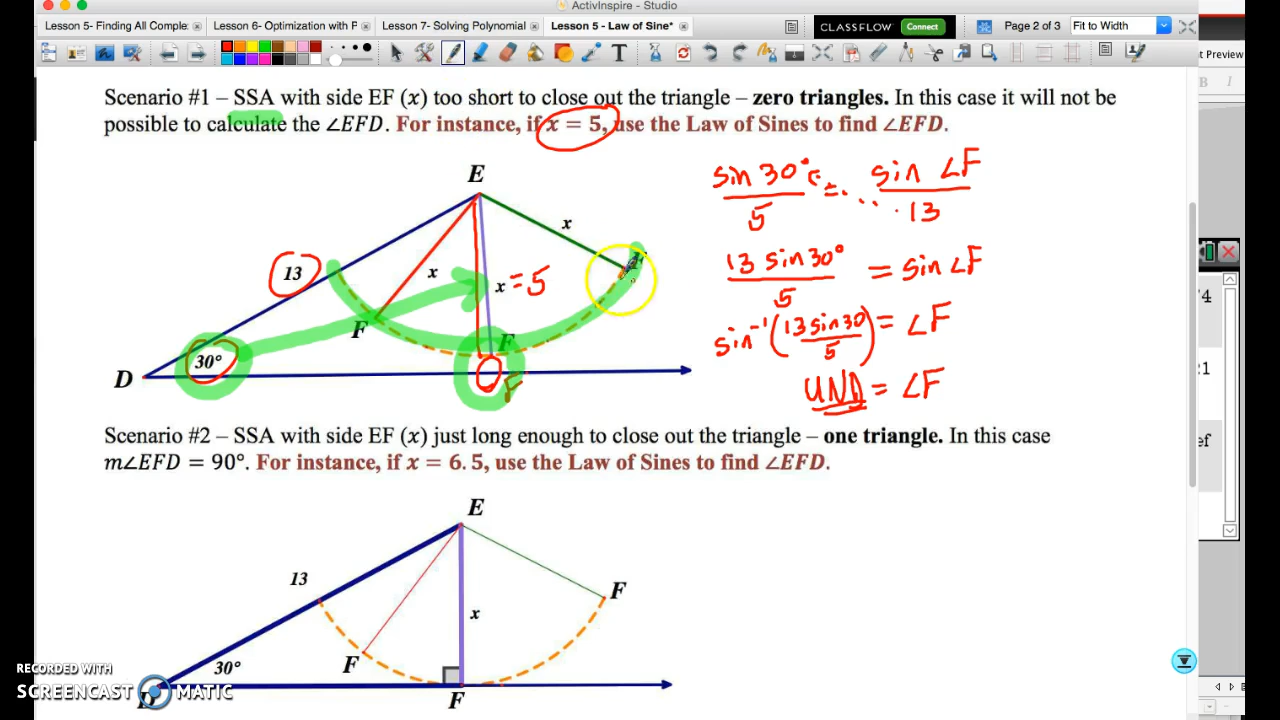 ActivInspire - Studio
Lesson 5- Finding All Comple:
Lesson 6- Optimization with F
Lesson 7- Solving Polynomial
Lesson 5 - Law of Sine*
CLASSFLOW Connect
Page 2 of 3
Fit to Width
t Preview
B I
Scenario #1 – SSA with side EF (x) too short to close out the triangle – zero triangles. In this case it will not be
possible to calculate the ∠EFD. For instance, if x = 5, use the Law of Sines to find ∠EFD.
E
sin 30° / 5 = sin ∠F / 13
x
13
x
x = 5
13 sin 30° / 5 = sin ∠F
F
F
sin⁻¹ (13 sin 30 / 5) = ∠F
30°
D
F
UND = ∠F
Scenario #2 – SSA with side EF (x) just long enough to close out the triangle – one triangle. In this case
m∠EFD = 90°. For instance, if x = 6.5, use the Law of Sines to find ∠EFD.
E
13
F
x
30°
F
D
F
RECORDED WITH
SCREENCAST MATIC
4
21
ef